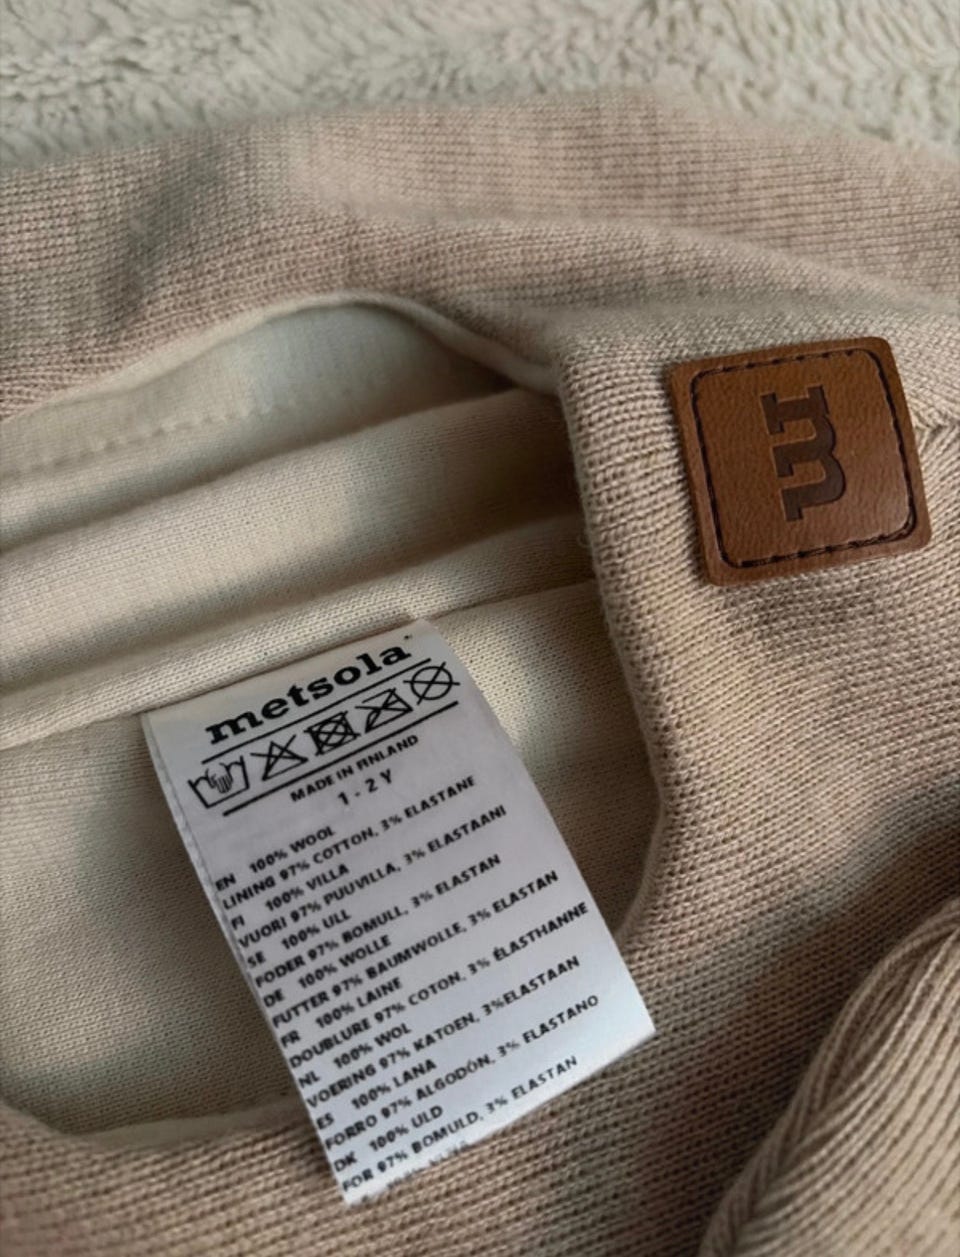 metsola
MADE IN FINLAND
1 - 2 Y
EN 100% WOOL
LINING 97% COTTON, 3% ELASTANE
FI 100% VILLA
VUORI 97% PUUVILLA, 3% ELASTAANI
SE 100% ULL
FODER 97% BOMULL, 3% ELASTAN
DE 100% WOLLE
FUTTER 97% BAUMWOLLE, 3% ELASTAN
FR 100% LAINE
DOUBLURE 97% COTON, 3% ÉLASTHANNE
NL 100% WOL
VOERING 97% KATOEN, 3%ELASTAAN
ES 100% LANA
FORRO 97% ALGODÓN, 3% ELASTANO
DK 100% ULD
FOR 97% BOMULD, 3% ELASTAN
m